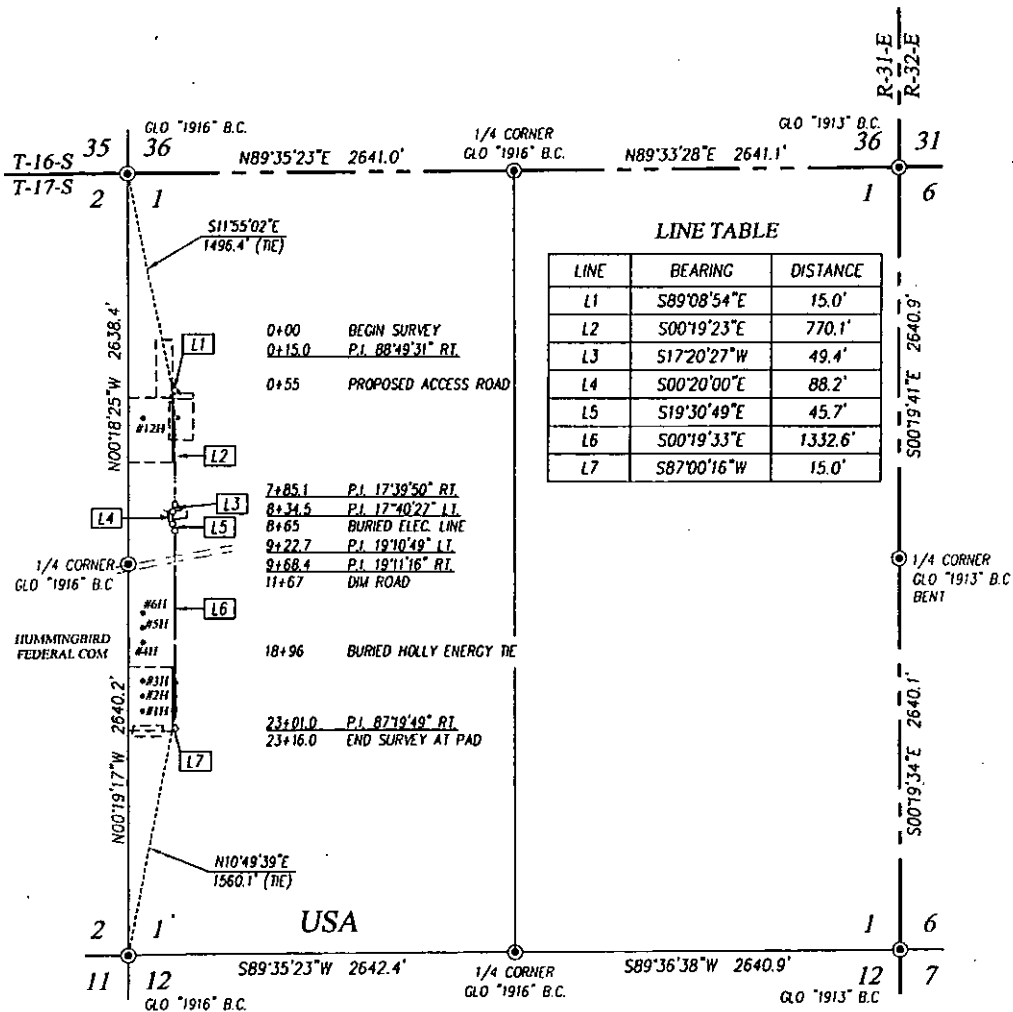 R-31-E
R-32-E
GLO "1916" B.C.
1/4 CORNER
GLO "1916" B.C.
GLO "1913" B.C.
35 36
36 31
T-16-S
T-17-S
N89°35'23"E 2641.0'
N89°33'28"E 2641.1'
2 1
1 6
S11°55'02"E
1496.4' (TIE)
LINE TABLE
LINE BEARING DISTANCE
L1 S89°08'54"E 15.0'
L2 S00°19'23"E 770.1'
L3 S17°20'27"W 49.4'
L4 S00°20'00"E 88.2'
L5 S19°30'49"E 45.7'
L6 S00°19'33"E 1332.6'
L7 S87°00'16"W 15.0'
N00°18'25"W 2638.4'
S00°19'41"E 2640.9'
L1
0+00 BEGIN SURVEY
0+15.0 P.I. 88°49'31" RT.
0+55 PROPOSED ACCESS ROAD
#12H
L2
7+85.1 P.I. 17°39'50" RT.
L3
8+34.5 P.I. 17°40'27" LT.
L4
8+65 BURIED ELEC. LINE
L5
9+22.7 P.I. 19°10'49" LT.
9+68.4 P.I. 19°11'16" RT.
11+67 DIM ROAD
1/4 CORNER
GLO "1916" B.C
1/4 CORNER
GLO "1913" B.C
BENT
L6
#6H
#5H
#4H
HUMMINGBIRD
FEDERAL COM
18+96 BURIED HOLLY ENERGY TIE
#3H
#2H
#1H
23+01.0 P.I. 87°19'49" RT.
23+16.0 END SURVEY AT PAD
L7
N00°19'17"W 2640.2'
S00°19'34"E 2640.1'
N10°49'39"E
1560.1' (TIE)
USA
2 1
1 6
11 12
12 7
S89°35'23"W 2642.4'
S89°36'38"W 2640.9'
GLO "1916" B.C.
1/4 CORNER
GLO "1916" B.C.
GLO "1913" B.C